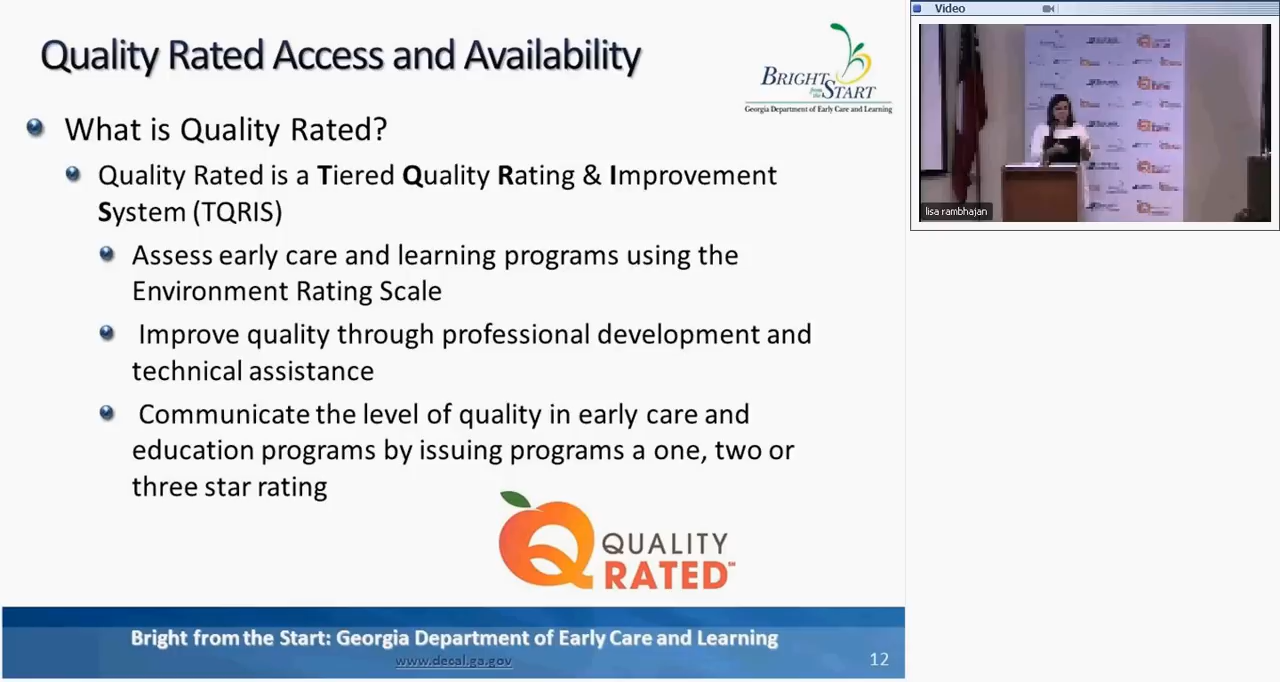 Quality Rated Access and Availability
BRIGHT
from the
START
Georgia Department of Early Care and Learning
What is Quality Rated?
Quality Rated is a Tiered Quality Rating & Improvement
System (TQRIS)
Assess early care and learning programs using the
Environment Rating Scale
Improve quality through professional development and
technical assistance
Communicate the level of quality in early care and
education programs by issuing programs a one, two or
three star rating
QUALITY
RATED™
Bright from the Start: Georgia Department of Early Care and Learning
www.decal.ga.gov
12
Video
lisa rambhajan